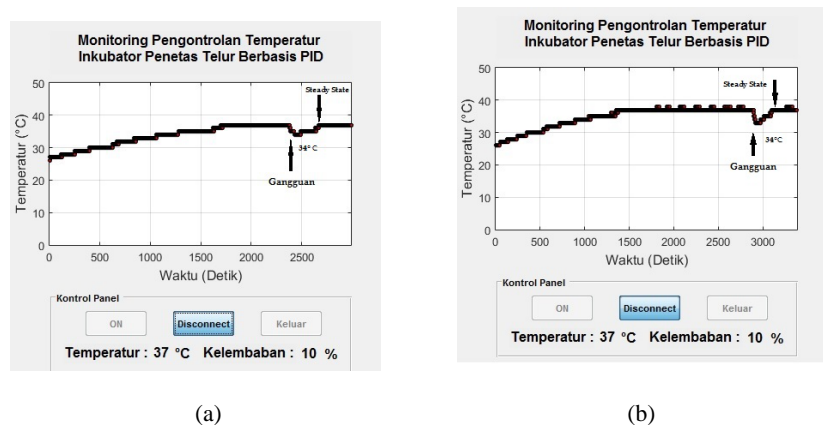 Monitoring Pengontrolan Temperatur
Inkubator Penetas Telur Berbasis PID
50
40
30
20
10
0
Temperatur (°C)
Steady State
34° C
Gangguan
0 500 1000 1500 2000 2500
Waktu (Detik)
Kontrol Panel
ON Disconnect Keluar
Temperatur : 37 °C Kelembaban : 10 %
(a)
Monitoring Pengontrolan Temperatur
Inkubator Penetas Telur Berbasis PID
50
40
30
20
10
0
Temperatur (°C)
Steady State
34° C
Gangguan
0 500 1000 1500 2000 2500 3000
Waktu (Detik)
Kontrol Panel
ON Disconnect Keluar
Temperatur : 37 °C Kelembaban : 10 %
(b)